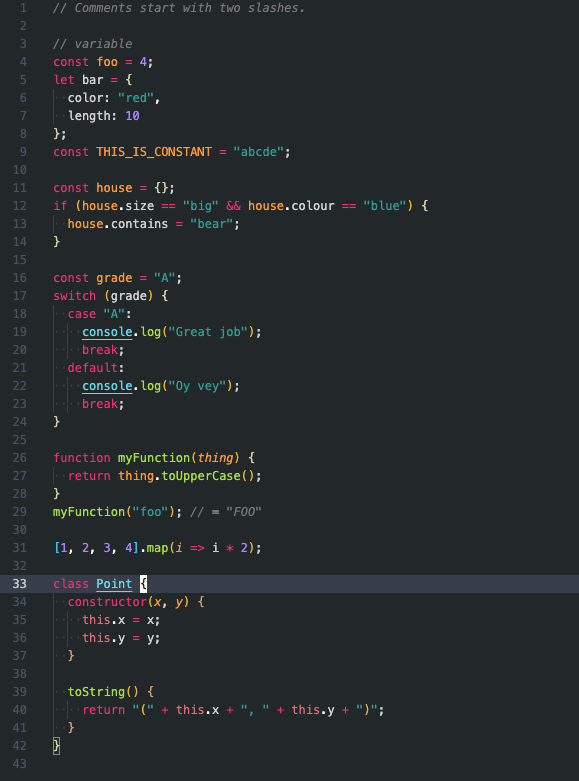 1 // Comments start with two slashes.
2
3 // variable
4 const foo = 4;
5 let bar = {
6   color: "red",
7   length: 10
8 };
9 const THIS_IS_CONSTANT = "abcde";
10
11 const house = {};
12 if (house.size == "big" && house.colour == "blue") {
13   house.contains = "bear";
14 }
15
16 const grade = "A";
17 switch (grade) {
18   case "A":
19     console.log("Great job");
20     break;
21   default:
22     console.log("Oy vey");
23     break;
24 }
25
26 function myFunction(thing) {
27   return thing.toUpperCase();
28 }
29 myFunction("foo"); // = "FOO"
30
31 [1, 2, 3, 4].map(i => i * 2);
32
33 class Point {
34   constructor(x, y) {
35     this.x = x;
36     this.y = y;
37   }
38
39   toString() {
40     return "(" + this.x + ", " + this.y + ")";
41   }
42 }
43